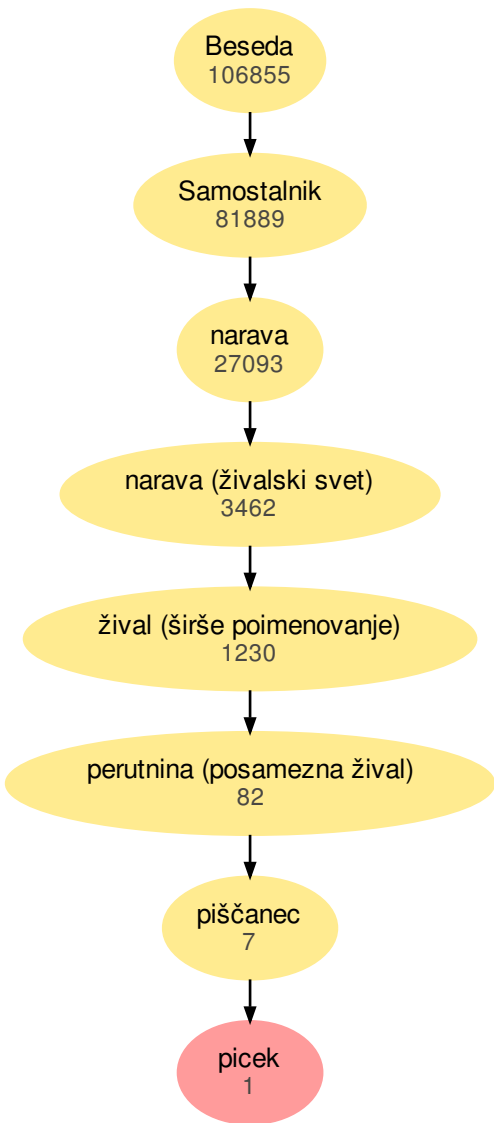 Beseda
106855
Samostalnik
81889
narava
27093
narava (živalski svet)
3462
žival (širše poimenovanje)
1230
perutnina (posamezna žival)
82
piščanec
7
picek
1